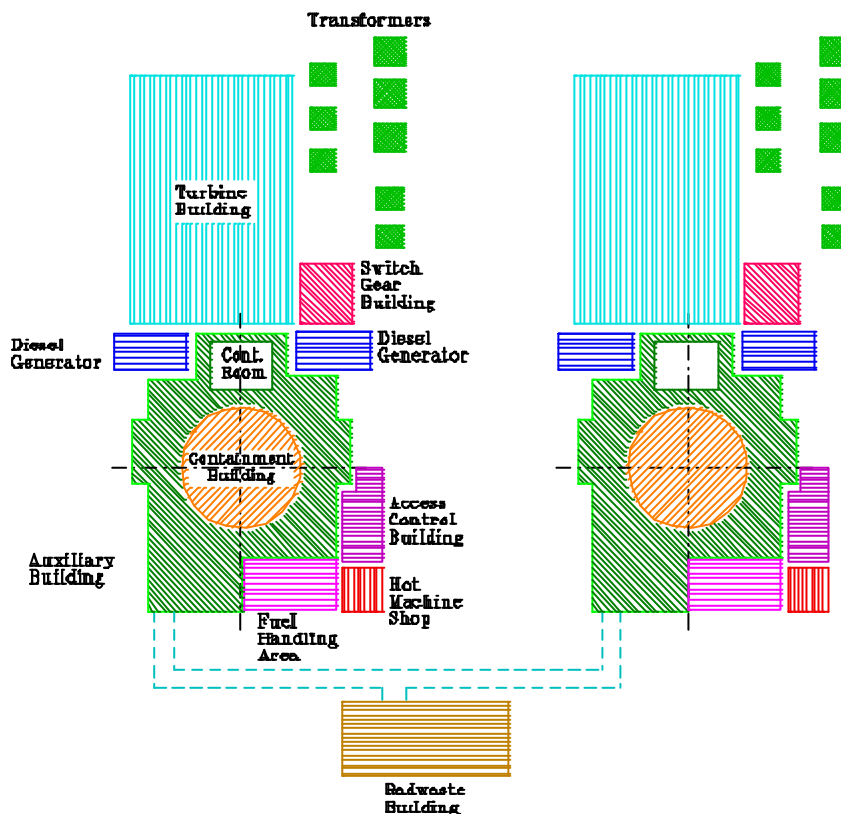 Transformers
Turbine
Building
Switch
Gear
Building
Diesel
Generator
Cont.
Room
Diesel
Generator
Containment
Building
Access
Control
Building
Auxiliary
Building
Hot
Machine
Shop
Fuel
Handling
Area
Radwaste
Building